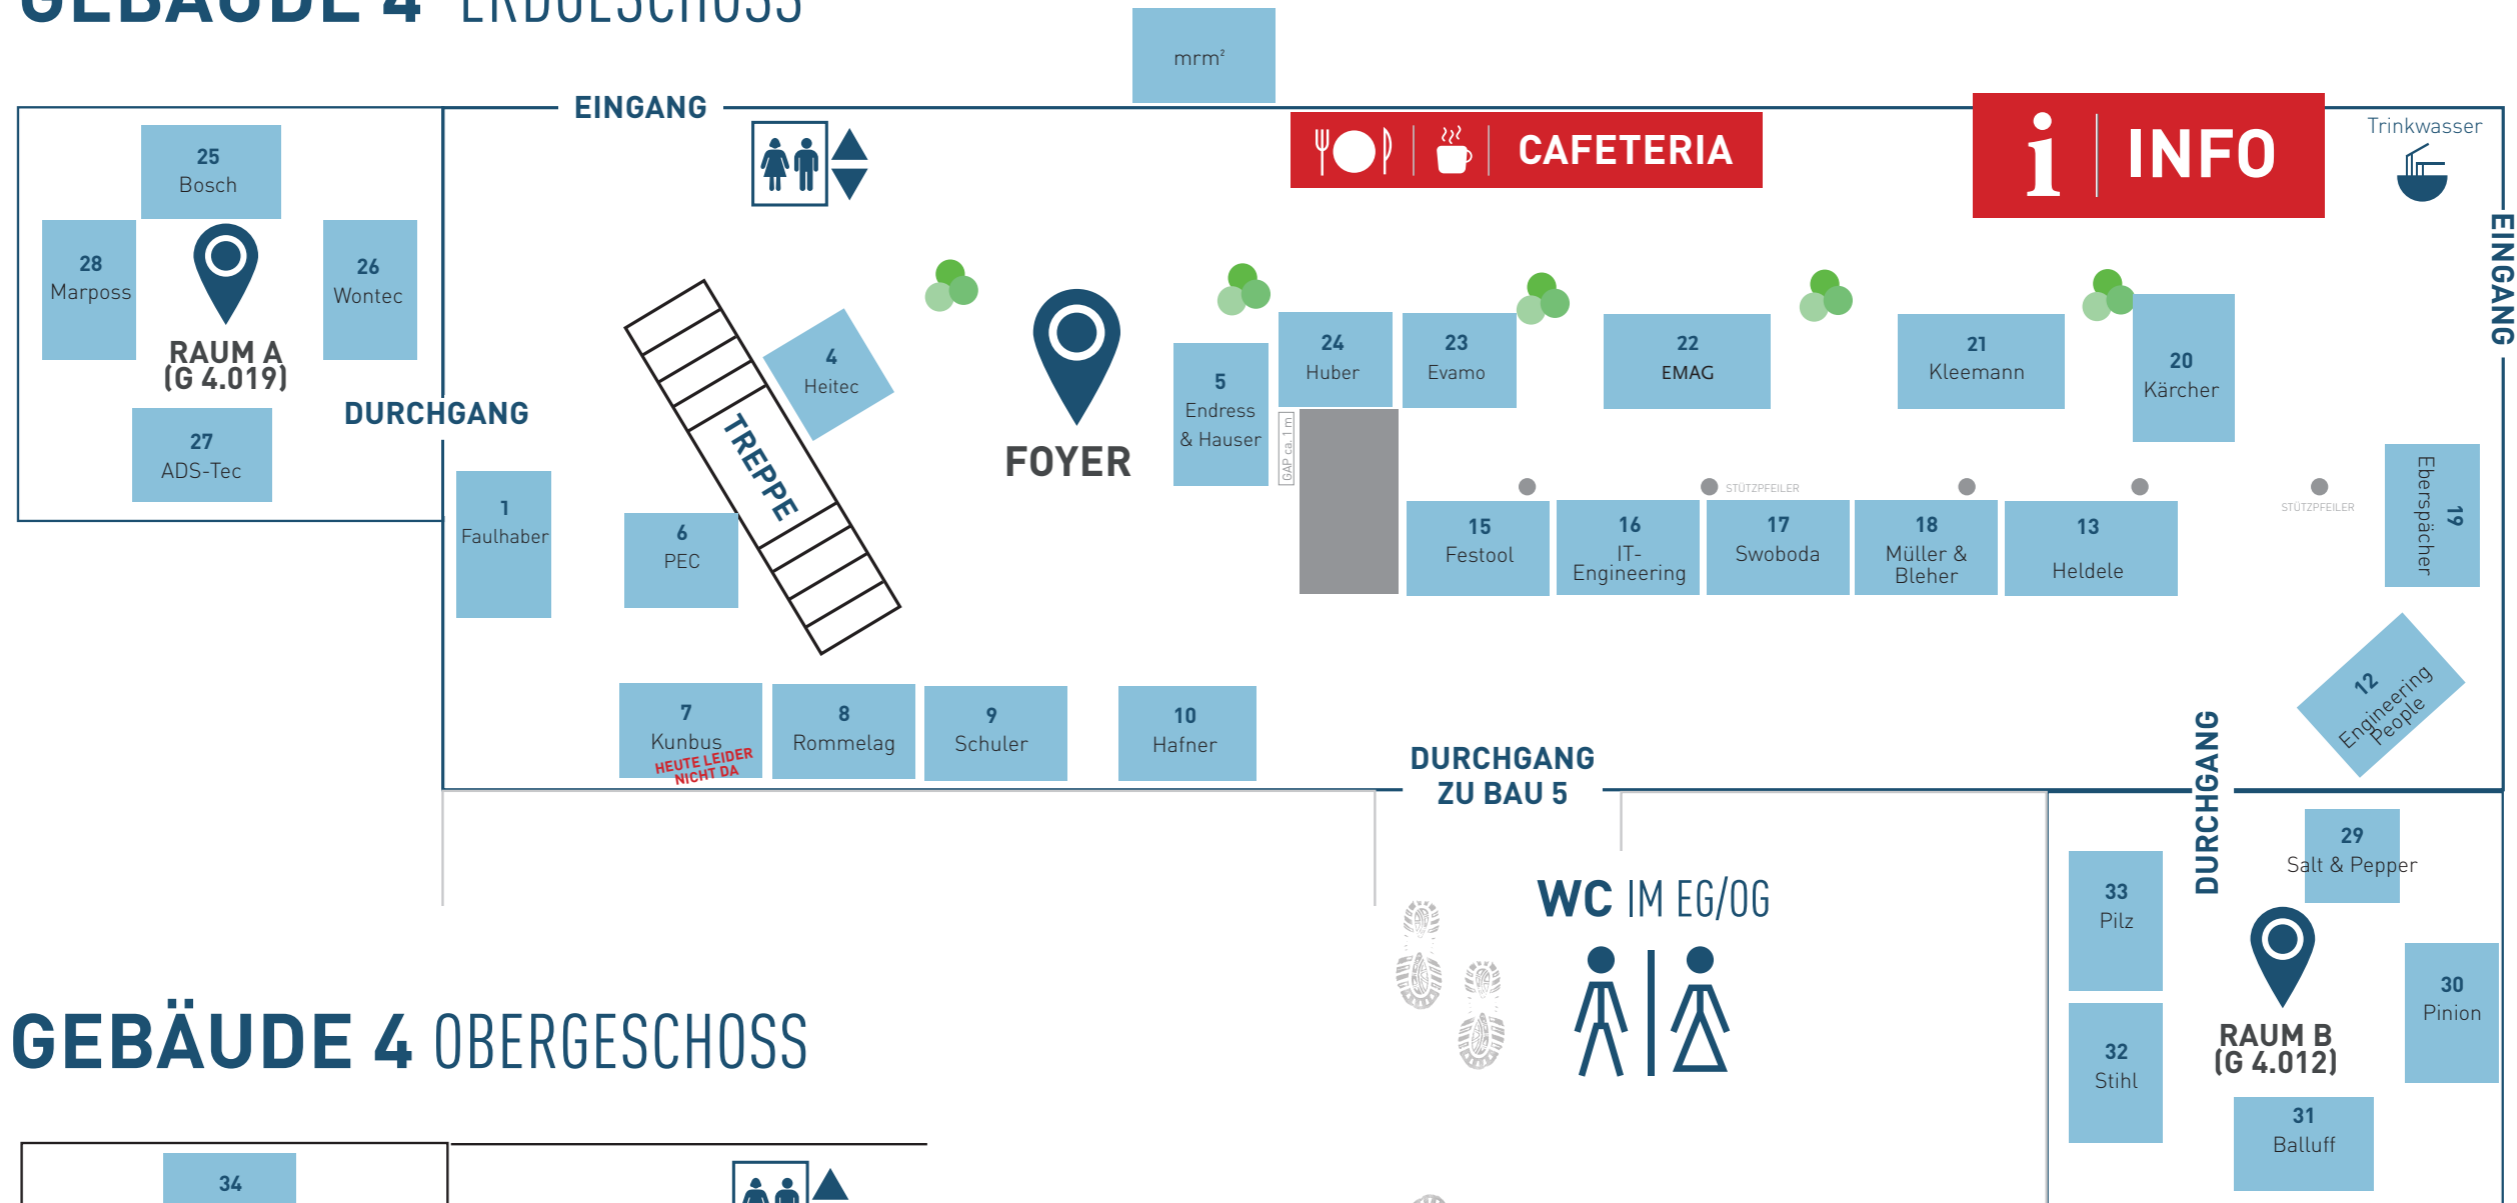 GEBÄUDE 4 ERDGESCHOSS
mrm²
EINGANG
CAFETERIA
i INFO
Trinkwasser
EINGANG
25
Bosch
28
Marposs
26
Wontec
RAUM A
(G 4.019)
27
ADS-Tec
DURCHGANG
1
Faulhaber
4
Heitec
TREPPE
6
PEC
FOYER
5
Endress
& Hauser
GAP ca. 1 m
24
Huber
23
Evamo
22
EMAG
21
Kleemann
20
Kärcher
STÜTZPFEILER
STÜTZPFEILER
19
Eberspächer
15
Festool
16
IT-
Engineering
17
Swoboda
18
Müller &
Bleher
13
Heldele
12
Engineering
People
7
Kunbus
HEUTE LEIDER
NICHT DA
8
Rommelag
9
Schuler
10
Hafner
DURCHGANG
ZU BAU 5
DURCHGANG
29
Salt & Pepper
33
Pilz
30
Pinion
RAUM B
(G 4.012)
32
Stihl
31
Balluff
WC IM EG/OG
GEBÄUDE 4 OBERGESCHOSS
34